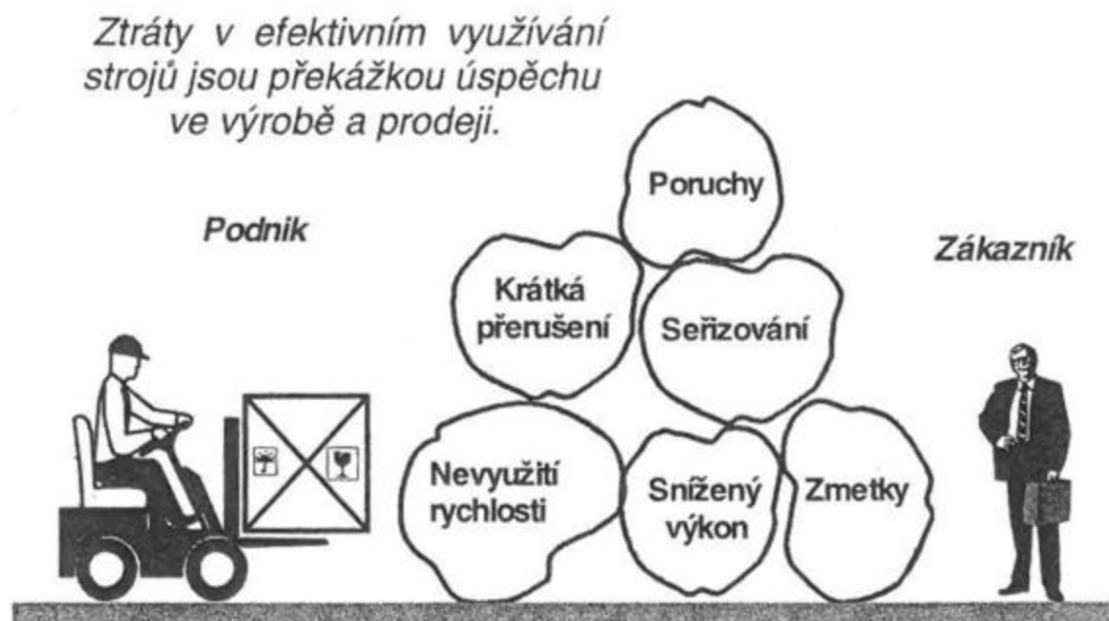 Ztráty v efektivním využívání
strojů jsou překážkou úspěchu
ve výrobě a prodeji.
Podnik
Zákazník
Poruchy
Krátká
přerušení
Seřizování
Nevyužití
rychlosti
Snížený
výkon
Zmetky